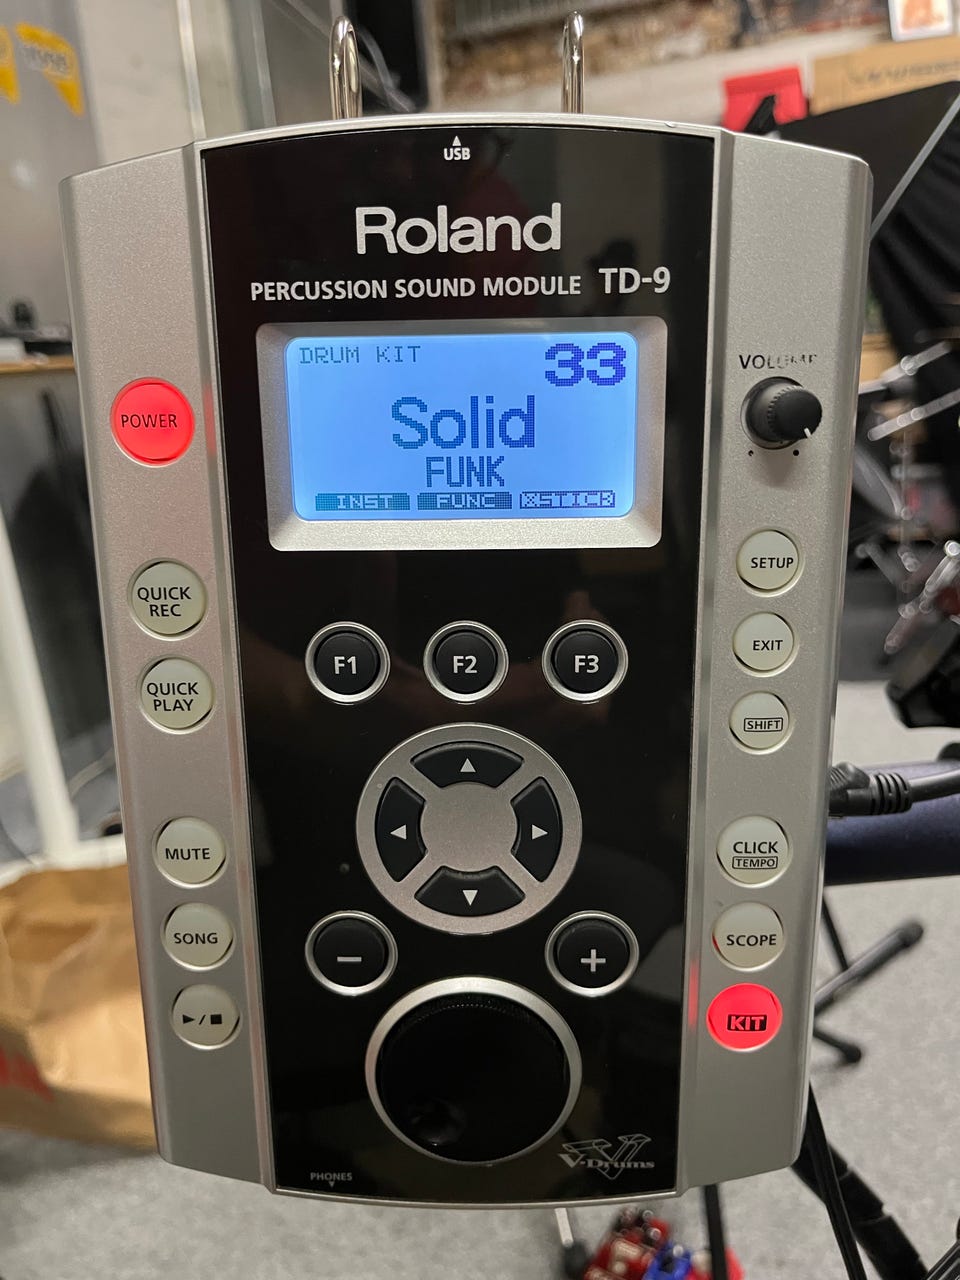 USB
Roland
PERCUSSION SOUND MODULE TD-9
DRUM KIT 33
Solid
FUNK
INST FUNC XSTICK
VOLUME
POWER
SETUP
QUICK
REC
EXIT
F1 F2 F3
QUICK
PLAY
SHIFT
MUTE
CLICK
TEMPO
SONG
SCOPE
- +
KIT
V-Drums
PHONES